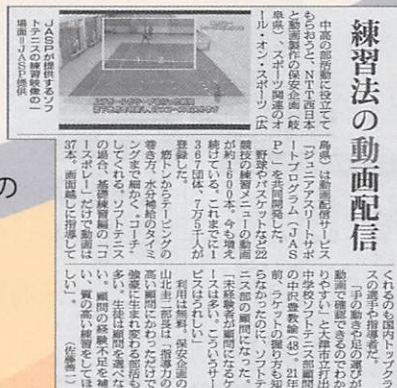 練習法の動画配信
中高の部活動に役立てて
もらおうと、NTT西日本
と動画製作の保安企画(岐
阜県)、スポーツ関連のオ
ール・オン・スポーツ(広
島県)は動画配信サービス
「ジュニアアスリートサポ
ートプログラム(JAS
P)」を共同開発した。
野球やバスケットなど22
競技の練習メニューの動画
が約1600本。今も増え
続けている。これまでに1
367団体、7万5千人が
登録した。
筋トレからテーピングの
巻き方、水分補給のタイミ
ングまで細かく“コーチ”
してくれる。ソフトテニス
の場合、基礎練習編の「コ
ースボレー」だけで動画は
37本。画面越しに指導して
くれるのも国内トップクラ
スの選手や指導者だ。
「手の動きや足の運びが
動画で確認できるのでわか
りやすい」と大津市立打出
中学校ソフトテニス部顧問
の中沢豊教諭(48)。21年
前、ラケットの握り方も知
らなかったのに、ソフトテ
ニス部の顧問になった。
「未経験者が顧問になるケ
ースは多い。こういうサー
ビスはうれしい」
利用は無料。保安企画の
山北圭二部長は「指導力の
高い顧問にかわっただけで
強豪に生まれ変わる部活も
多い。生徒は顧問を選べな
い。顧問の経験不足を補
い、質の高い練習をしてほ
しい」。(佐藤
JASPが提供するソフ
トテニスの練習映像の一
場面=JASP提供
の